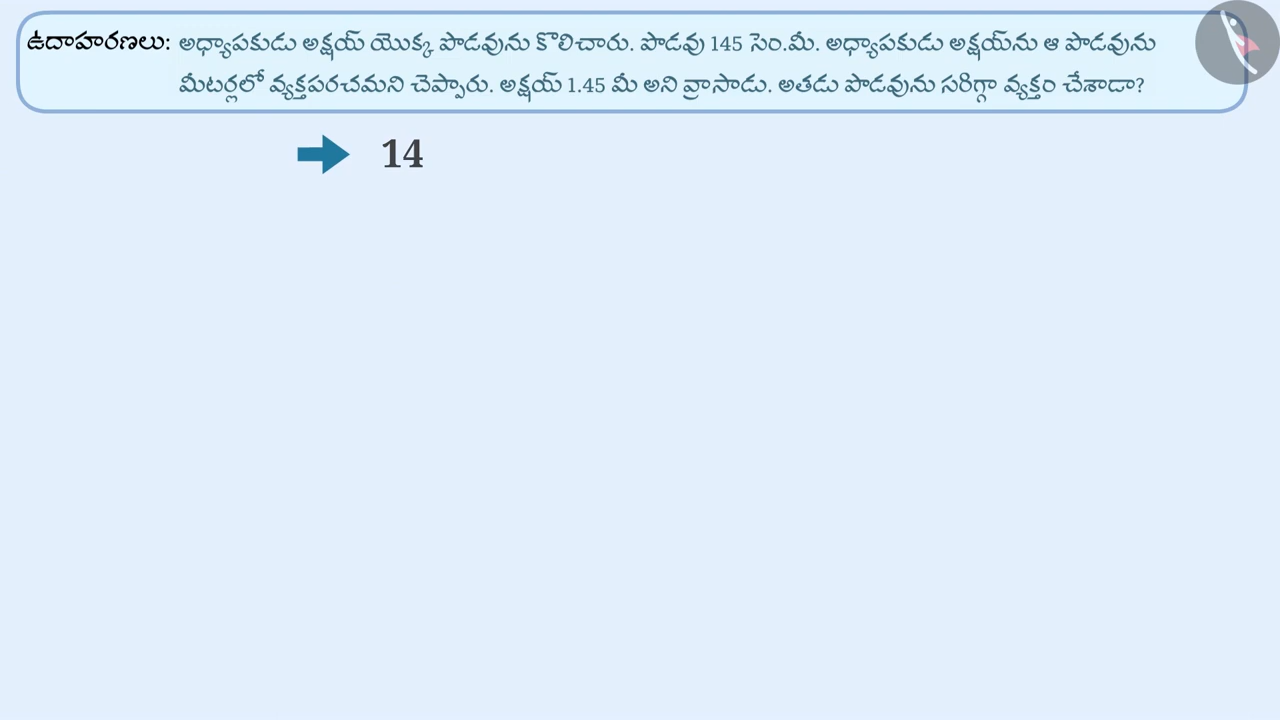 ఉదాహరణలు: అధ్యాపకుడు అక్షయ్ యొక్క పొడవును కొలిచారు. పొడవు 145 సెం.మీ. అధ్యాపకుడు అక్షయ్‌ను ఆ పొడవును
మీటర్లలో వ్యక్తపరచమని చెప్పారు. అక్షయ్ 1.45 మీ అని వ్రాసాడు. అతడు పొడవును సరిగ్గా వ్యక్తం చేశాడా?
14